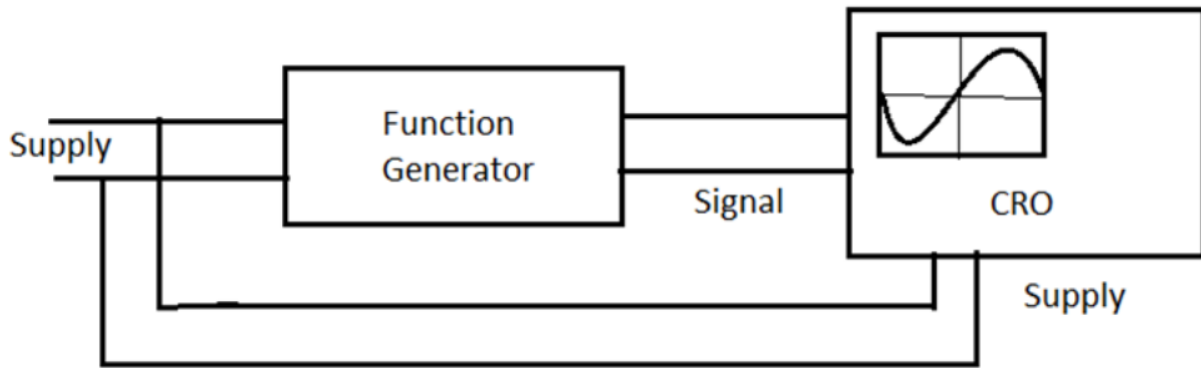 Supply
Function
Generator
Signal
CRO
Supply